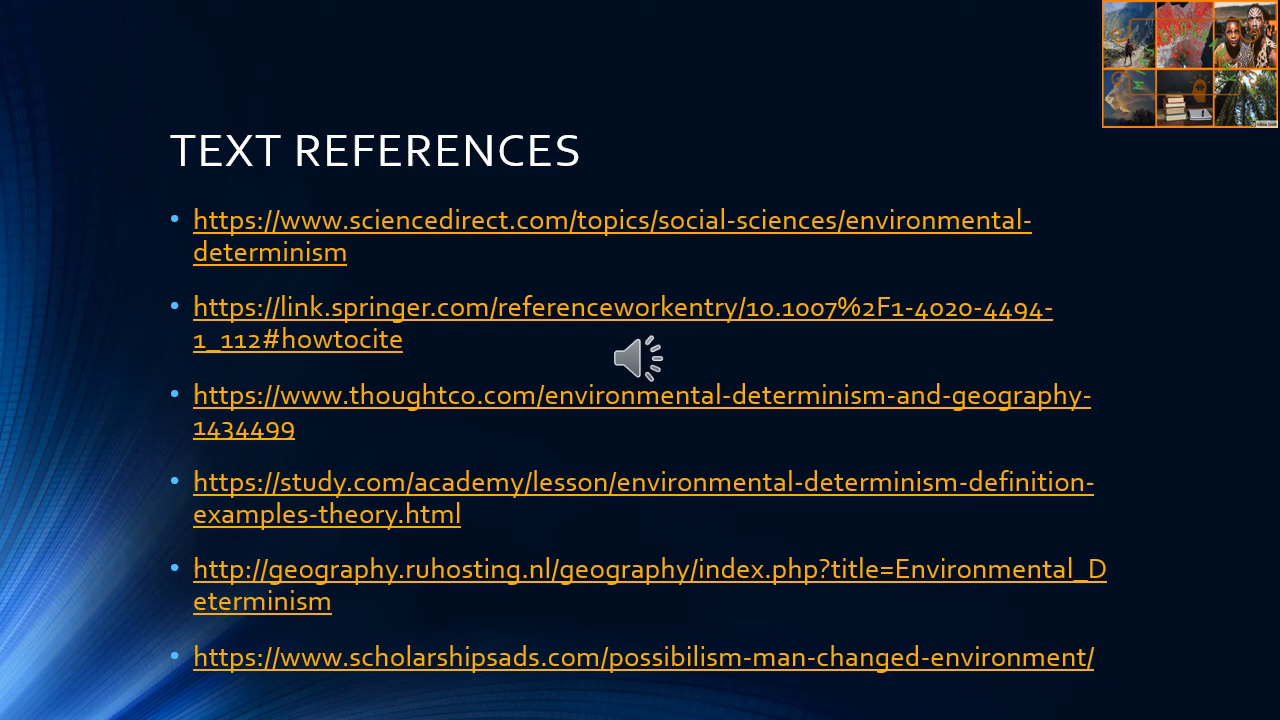 TEXT REFERENCES
• https://www.sciencedirect.com/topics/social-sciences/environmental-
determinism
• https://link.springer.com/referenceworkentry/10.1007%2F1-4020-4494-
1_112#howtocite
• https://www.thoughtco.com/environmental-determinism-and-geography-
1434499
• https://study.com/academy/lesson/environmental-determinism-definition-
examples-theory.html
• http://geography.ruhosting.nl/geography/index.php?title=Environmental_D
eterminism
• https://www.scholarshipsads.com/possibilism-man-changed-environment/